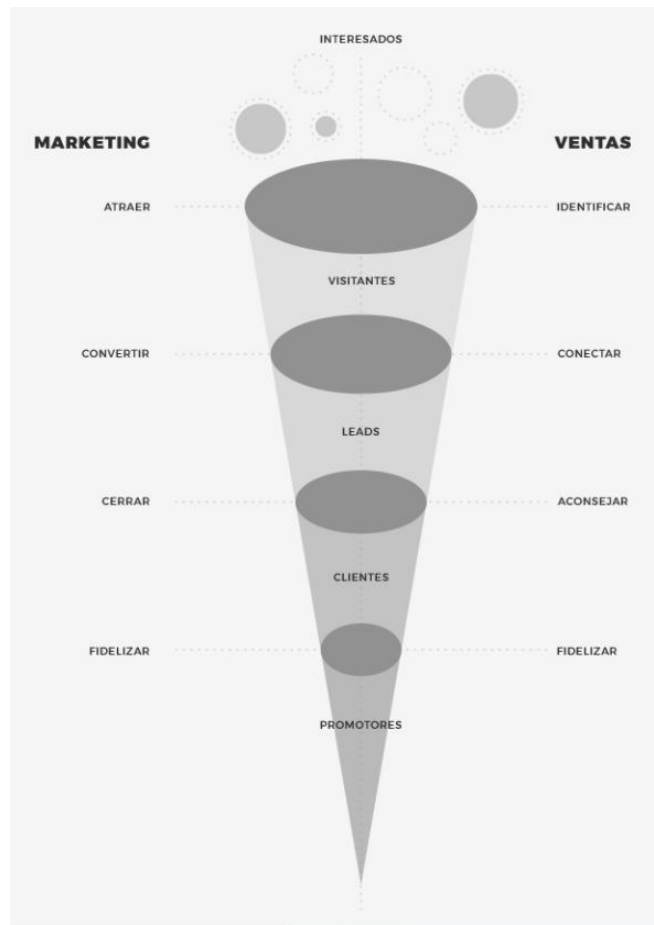 INTERESADOS
MARKETING
VENTAS
ATRAER
IDENTIFICAR
VISITANTES
CONVERTIR
CONECTAR
LEADS
CERRAR
ACONSEJAR
CLIENTES
FIDELIZAR
FIDELIZAR
PROMOTORES